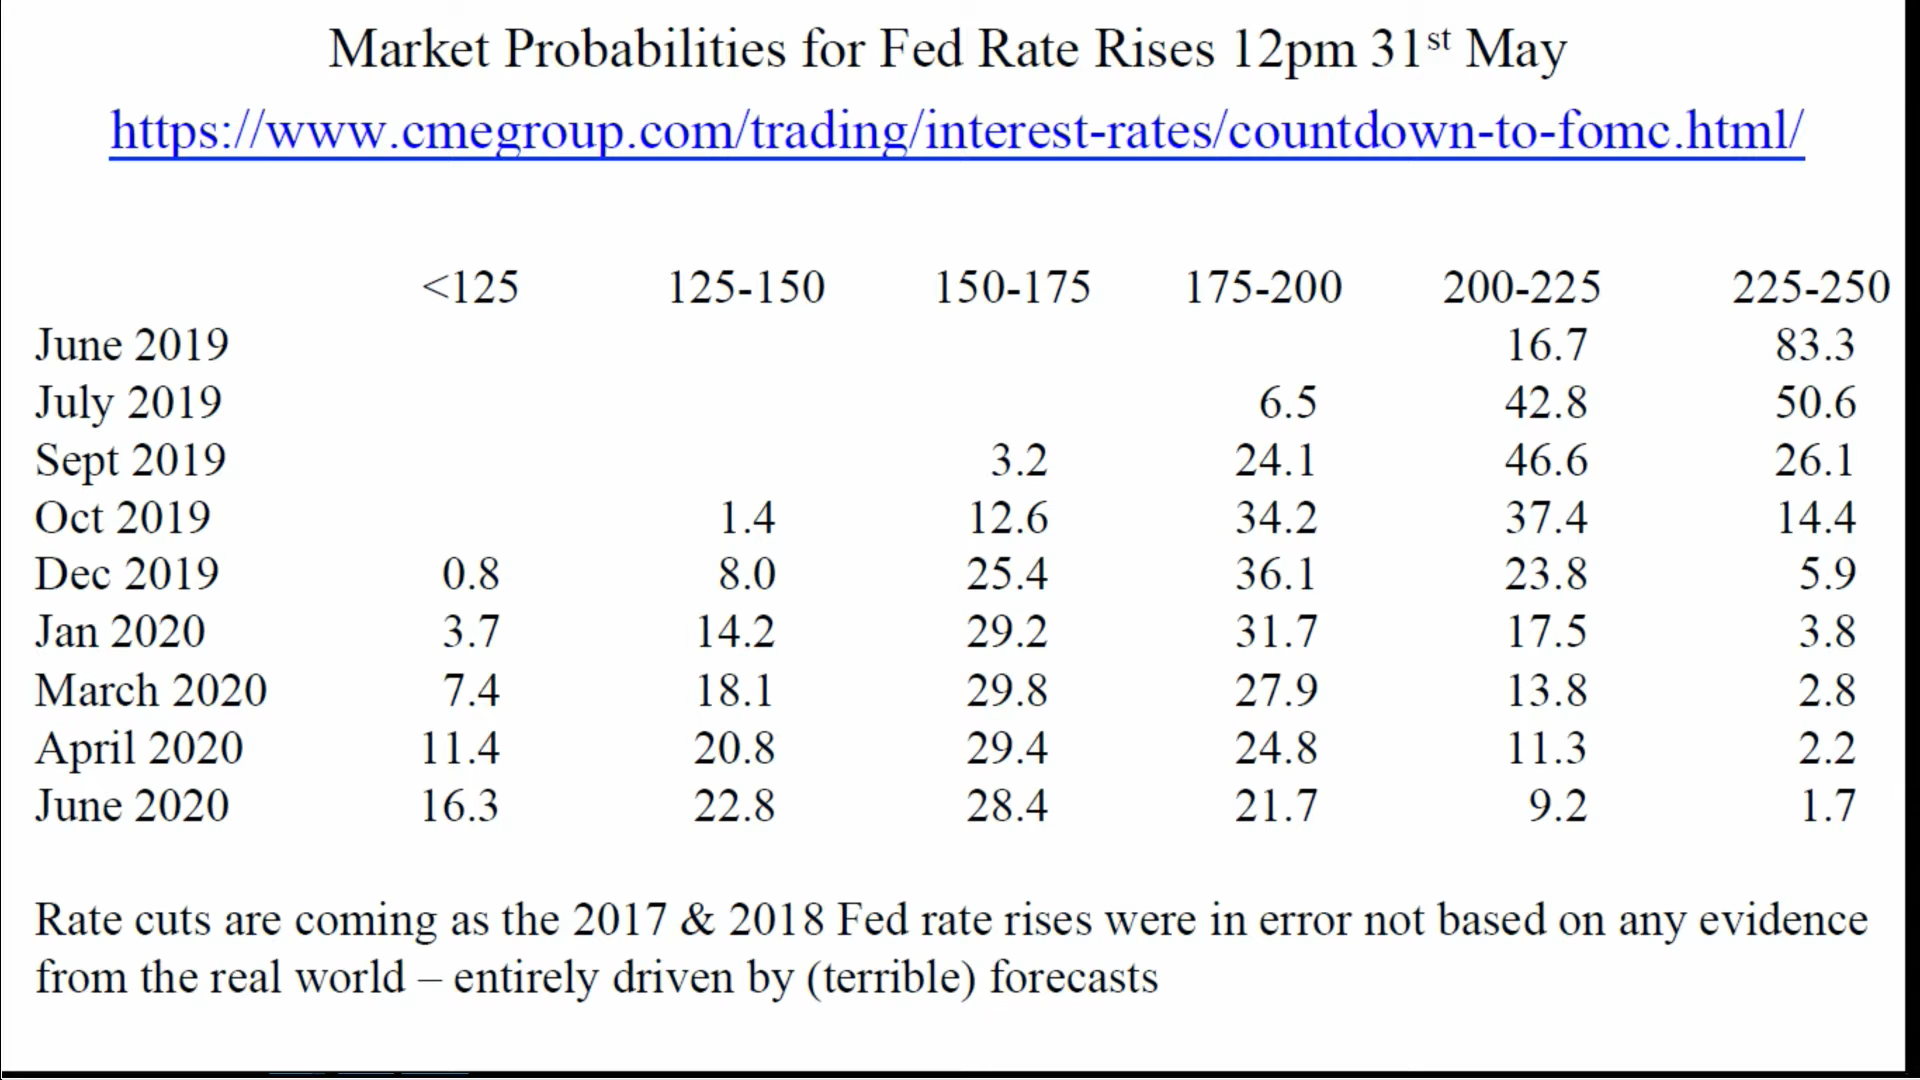 Market Probabilities for Fed Rate Rises 12pm 31st May
https://www.cmegroup.com/trading/interest-rates/countdown-to-fomc.html/
<125 125-150 150-175 175-200 200-225 225-250
June 2019 16.7 83.3
July 2019 6.5 42.8 50.6
Sept 2019 3.2 24.1 46.6 26.1
Oct 2019 1.4 12.6 34.2 37.4 14.4
Dec 2019 0.8 8.0 25.4 36.1 23.8 5.9
Jan 2020 3.7 14.2 29.2 31.7 17.5 3.8
March 2020 7.4 18.1 29.8 27.9 13.8 2.8
April 2020 11.4 20.8 29.4 24.8 11.3 2.2
June 2020 16.3 22.8 28.4 21.7 9.2 1.7
Rate cuts are coming as the 2017 & 2018 Fed rate rises were in error not based on any evidence
from the real world – entirely driven by (terrible) forecasts